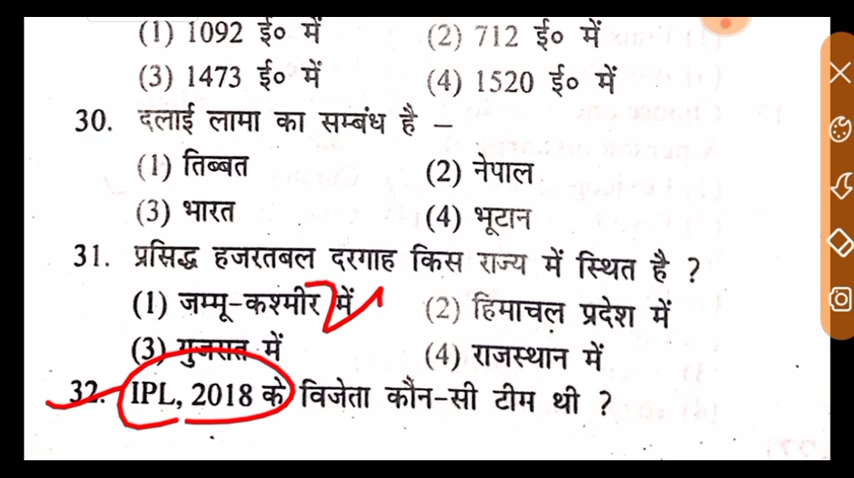 (1) 1092 ई० में (2) 712 ई० में
(3) 1473 ई० में (4) 1520 ई० में
30. दलाई लामा का सम्बंध है –
(1) तिब्बत (2) नेपाल
(3) भारत (4) भूटान
31. प्रसिद्ध हजरतबल दरगाह किस राज्य में स्थित है ?
(1) जम्मू-कश्मीर में (2) हिमाचल प्रदेश में
(3) गुजरात में (4) राजस्थान में
32. IPL, 2018 के विजेता कौन-सी टीम थी ?